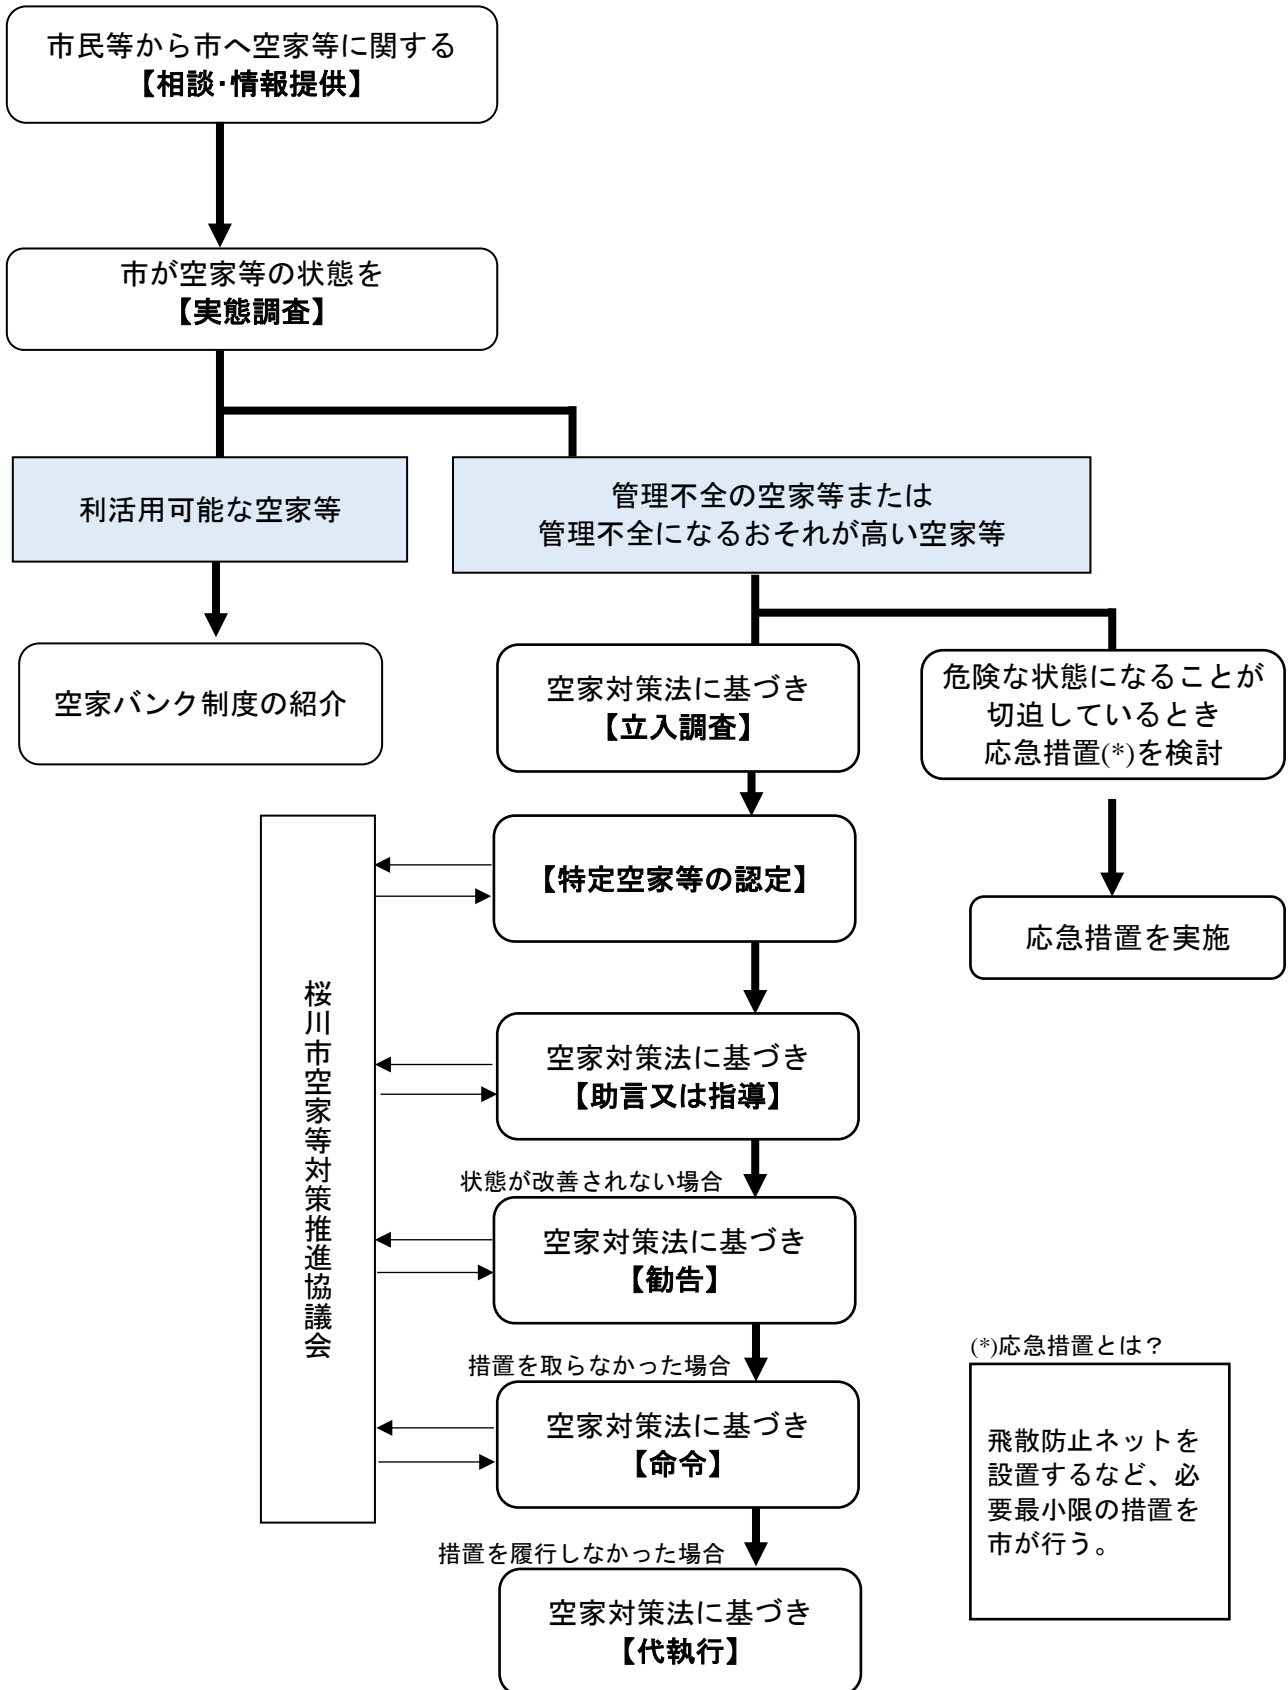 市民等から市へ空家等に関する
【相談･情報提供】
市が空家等の状態を
【実態調査】
利活用可能な空家等
管理不全の空家等または
管理不全になるおそれが高い空家等
空家バンク制度の紹介
空家対策法に基づき
【立入調査】
危険な状態になることが
切迫しているとき
応急措置(*)を検討
【特定空家等の認定】
応急措置を実施
桜川市空家等対策推進協議会
空家対策法に基づき
【助言又は指導】
状態が改善されない場合
空家対策法に基づき
【勧告】
措置を取らなかった場合
空家対策法に基づき
【命令】
措置を履行しなかった場合
空家対策法に基づき
【代執行】
(*)応急措置とは？
飛散防止ネットを
設置するなど、必
要最小限の措置を
市が行う。